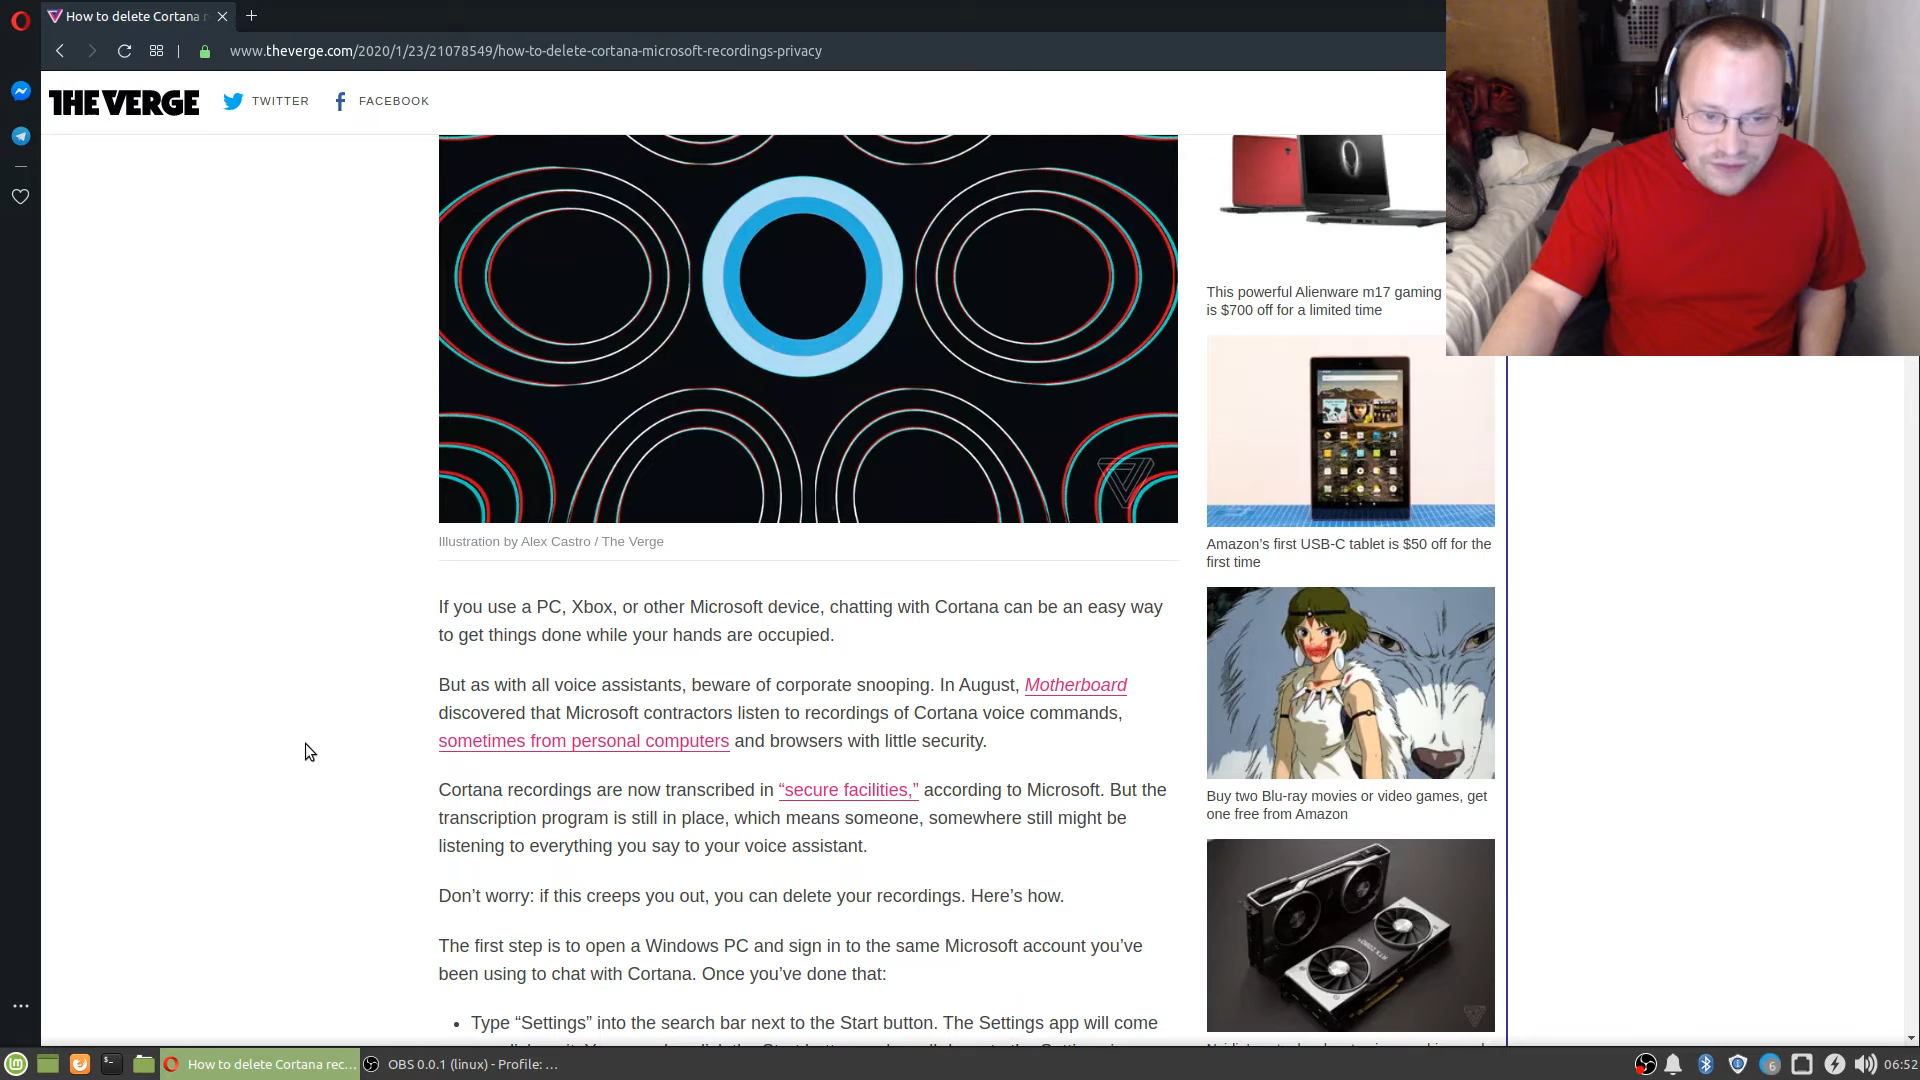 How to delete Cortana r
www.theverge.com/2020/1/23/21078549/how-to-delete-cortana-microsoft-recordings-privacy
THE VERGE
TWITTER
FACEBOOK
Illustration by Alex Castro / The Verge
If you use a PC, Xbox, or other Microsoft device, chatting with Cortana can be an easy way
to get things done while your hands are occupied.
But as with all voice assistants, beware of corporate snooping. In August, Motherboard
discovered that Microsoft contractors listen to recordings of Cortana voice commands,
sometimes from personal computers and browsers with little security.
Cortana recordings are now transcribed in “secure facilities,” according to Microsoft. But the
transcription program is still in place, which means someone, somewhere still might be
listening to everything you say to your voice assistant.
Don’t worry: if this creeps you out, you can delete your recordings. Here’s how.
The first step is to open a Windows PC and sign in to the same Microsoft account you’ve
been using to chat with Cortana. Once you’ve done that:
• Type “Settings” into the search bar next to the Start button. The Settings app will come
This powerful Alienware m17 gaming
is $700 off for a limited time
Amazon’s first USB-C tablet is $50 off for the
first time
Buy two Blu-ray movies or video games, get
one free from Amazon
RTX 2080
How to delete Cortana rec...
OBS 0.0.1 (linux) - Profile: ...
6
06:52